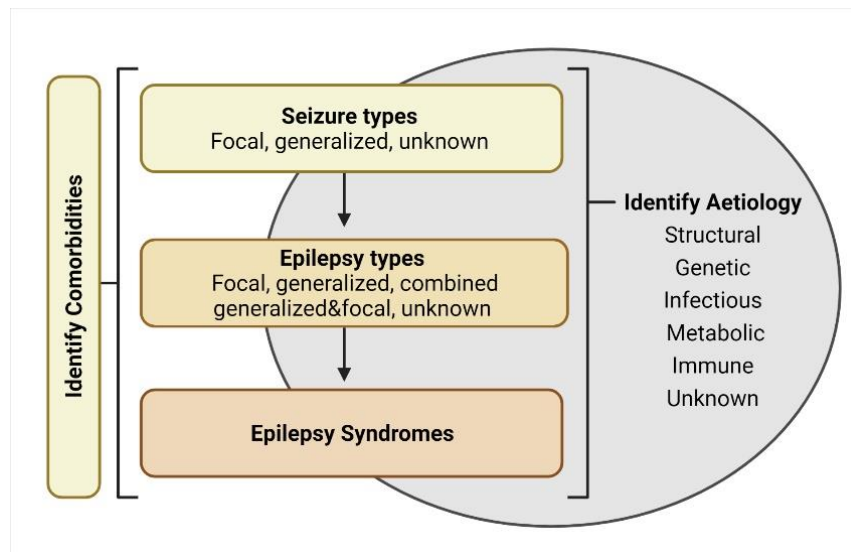 Identify Comorbidities
Seizure types
Focal, generalized, unknown
Epilepsy types
Focal, generalized, combined
generalized&focal, unknown
Epilepsy Syndromes
Identify Aetiology
Structural
Genetic
Infectious
Metabolic
Immune
Unknown